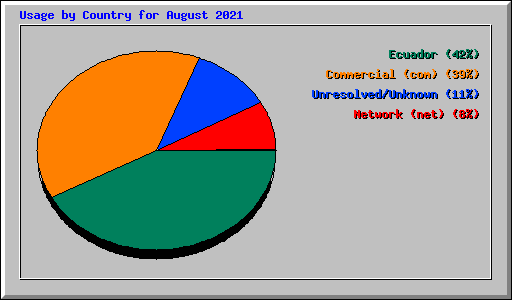 Usage by Country for August 2021
Ecuador (42%)
Commercial (com) (39%)
Unresolved/Unknown (11%)
Network (net) (8%)